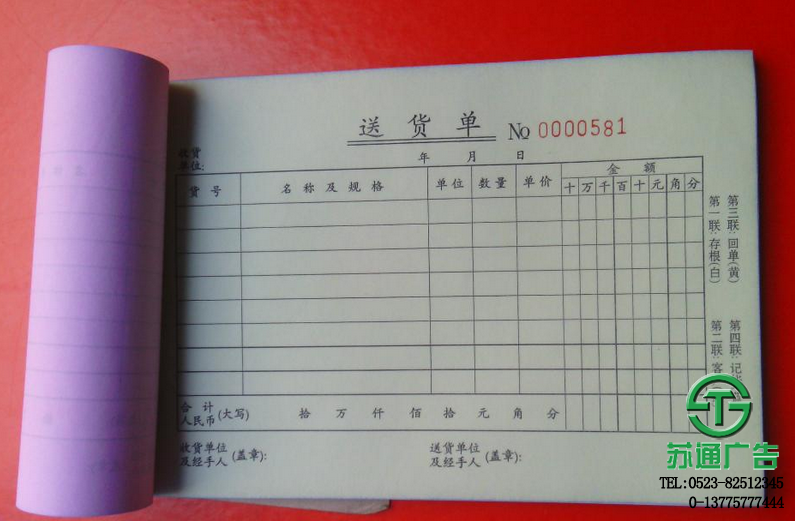 送货单 No 0000581
收货
单位:
年 月 日
货号 名称及规格 单位 数量 单价 金额
十 万 千 百 十 元 角 分
合计
人民币 (大写) 拾 万 仟 佰 拾 元 角 分
收货单位
及经手人 (盖章):
送货单位
及经手人 (盖章):
第一联:存根(白)
第二联:客
第三联:回单(黄)
第四联:记
苏通广告
TEL:0523-82512345
0-13775777444